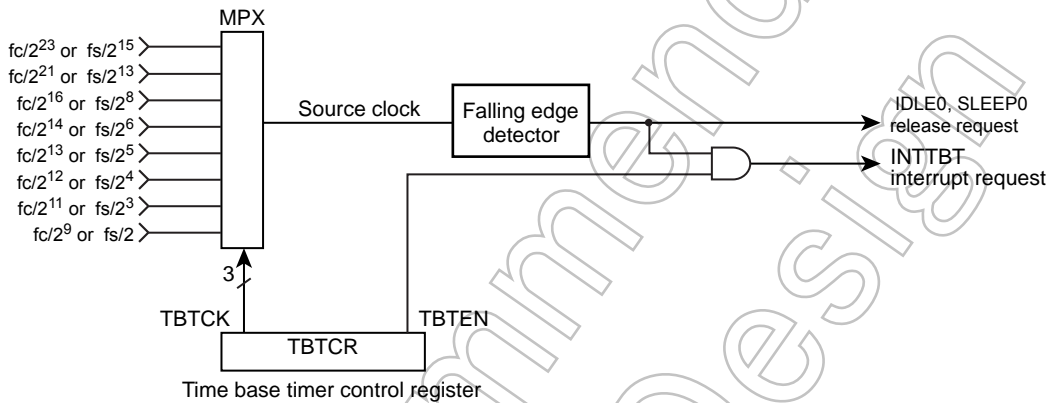 MPX
fc/2^23 or fs/2^15
fc/2^21 or fs/2^13
fc/2^16 or fs/2^8
fc/2^14 or fs/2^6
fc/2^13 or fs/2^5
fc/2^12 or fs/2^4
fc/2^11 or fs/2^3
fc/2^9 or fs/2
Source clock
Falling edge
detector
IDLE0, SLEEP0
release request
INTTBT
interrupt request
3
TBTCK
TBTEN
TBTCR
Time base timer control register